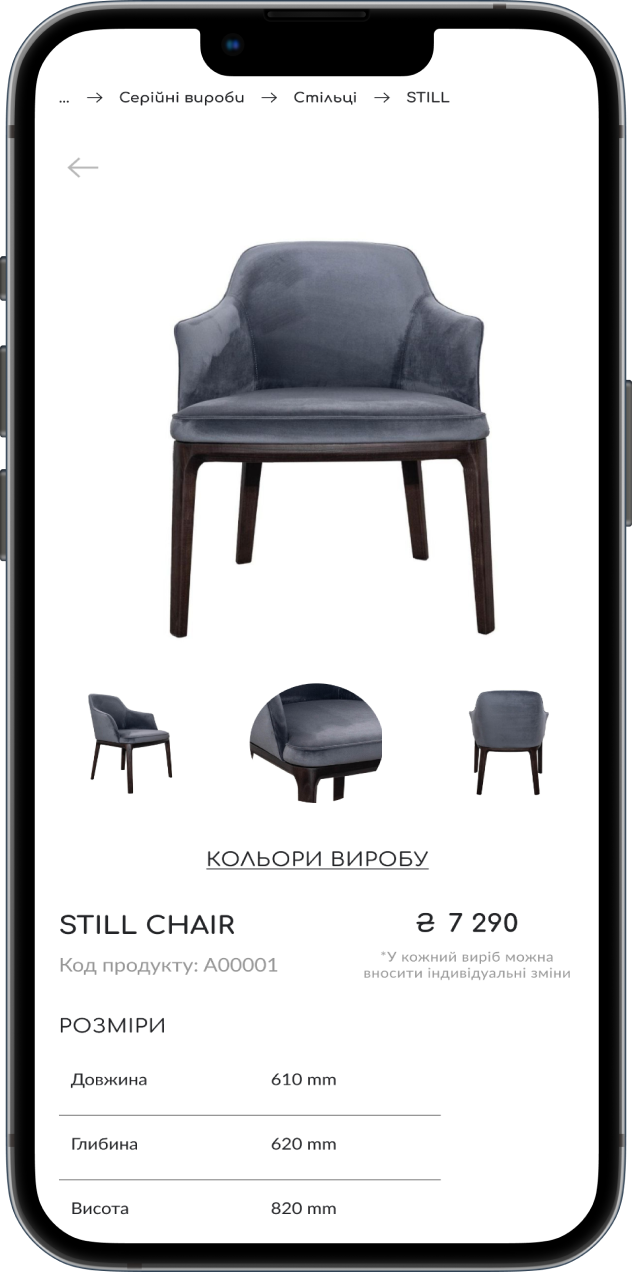 ... → Серійні вироби → Стільці → STILL
←
КОЛЬОРИ ВИРОБУ
STILL CHAIR
₴ 7 290
Код продукту: A00001
*У кожний виріб можна
вносити індивідуальні зміни
РОЗМІРИ
Довжина 610 mm
Глибина 620 mm
Висота 820 mm